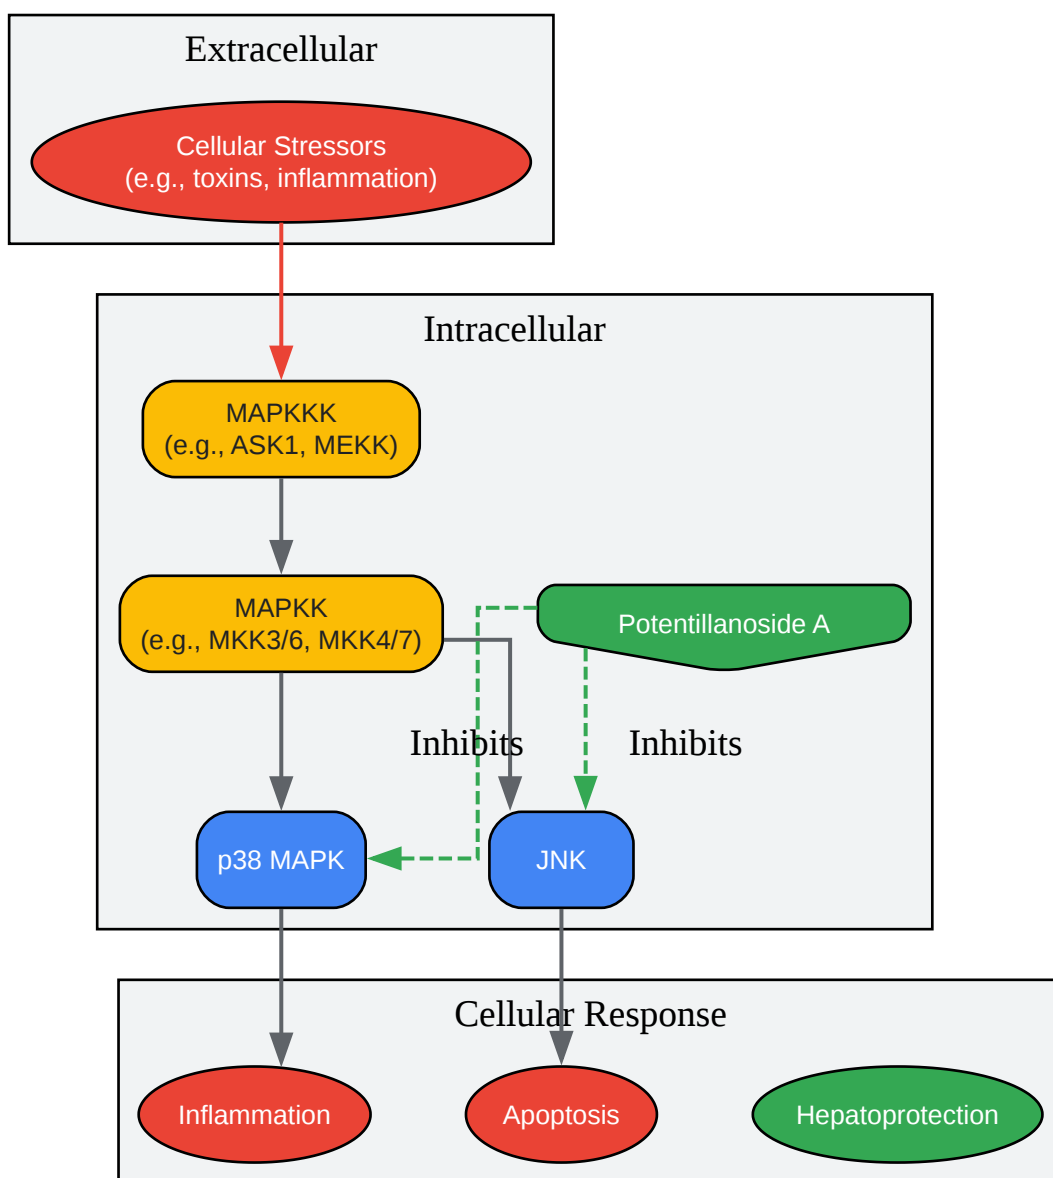 Extracellular
Cellular Stressors
(e.g., toxins, inflammation)
Intracellular
MAPKKK
(e.g., ASK1, MEKK)
MAPKK
(e.g., MKK3/6, MKK4/7)
Potentillanoside A
Inhibits
Inhibits
p38 MAPK
JNK
Cellular Response
Inflammation
Apoptosis
Hepatoprotection